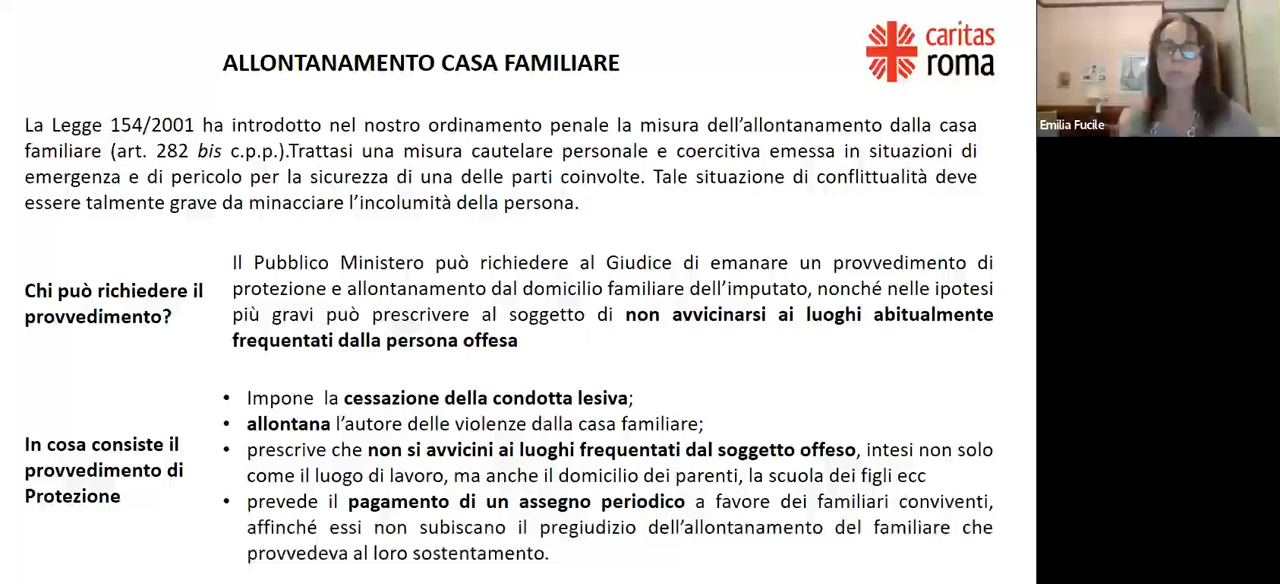 ALLONTANAMENTO CASA FAMILIARE
caritas
roma
Emilia Fucile
La Legge 154/2001 ha introdotto nel nostro ordinamento penale la misura dell’allontanamento dalla casa
familiare (art. 282 bis c.p.p.).Trattasi una misura cautelare personale e coercitiva emessa in situazioni di
emergenza e di pericolo per la sicurezza di una delle parti coinvolte. Tale situazione di conflittualità deve
essere talmente grave da minacciare l’incolumità della persona.
Chi può richiedere il
provvedimento?
Il Pubblico Ministero può richiedere al Giudice di emanare un provvedimento di
protezione e allontanamento dal domicilio familiare dell’imputato, nonché nelle ipotesi
più gravi può prescrivere al soggetto di non avvicinarsi ai luoghi abitualmente
frequentati dalla persona offesa
In cosa consiste il
provvedimento di
Protezione
• Impone la cessazione della condotta lesiva;
• allontana l’autore delle violenze dalla casa familiare;
• prescrive che non si avvicini ai luoghi frequentati dal soggetto offeso, intesi non solo
come il luogo di lavoro, ma anche il domicilio dei parenti, la scuola dei figli ecc
• prevede il pagamento di un assegno periodico a favore dei familiari conviventi,
affinché essi non subiscano il pregiudizio dell’allontanamento del familiare che
provvedeva al loro sostentamento.